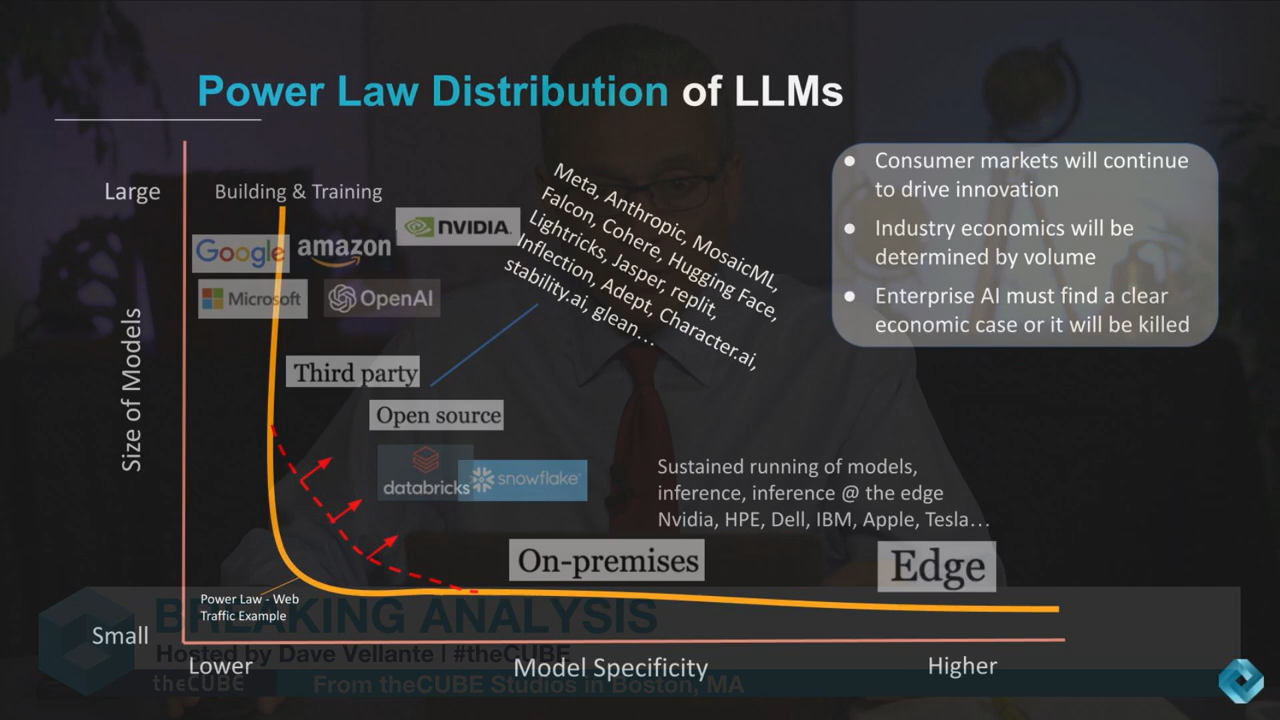 Power Law Distribution of LLMs
Large
Building & Training
Google
amazon
NVIDIA.
Microsoft
OpenAI
Meta, Anthropic, MosaicML,
Falcon, Cohere, Hugging Face,
Lightricks, Jasper, replit,
Inflection, Adept, Character.ai,
stability.ai, glean...
Consumer markets will continue
to drive innovation
Industry economics will be
determined by volume
Enterprise AI must find a clear
economic case or it will be killed
Size of Models
Third party
Open source
databricks
snowflake
Sustained running of models,
inference, inference @ the edge
Nvidia, HPE, Dell, IBM, Apple, Tesla...
On-premises
Edge
Power Law - Web
Traffic Example
BREAKING ANALYSIS
Small
Hosted by Dave Vellante | #theCUBE
Lower
Model Specificity
Higher
theCUBE
From theCUBE Studios in Boston, MA